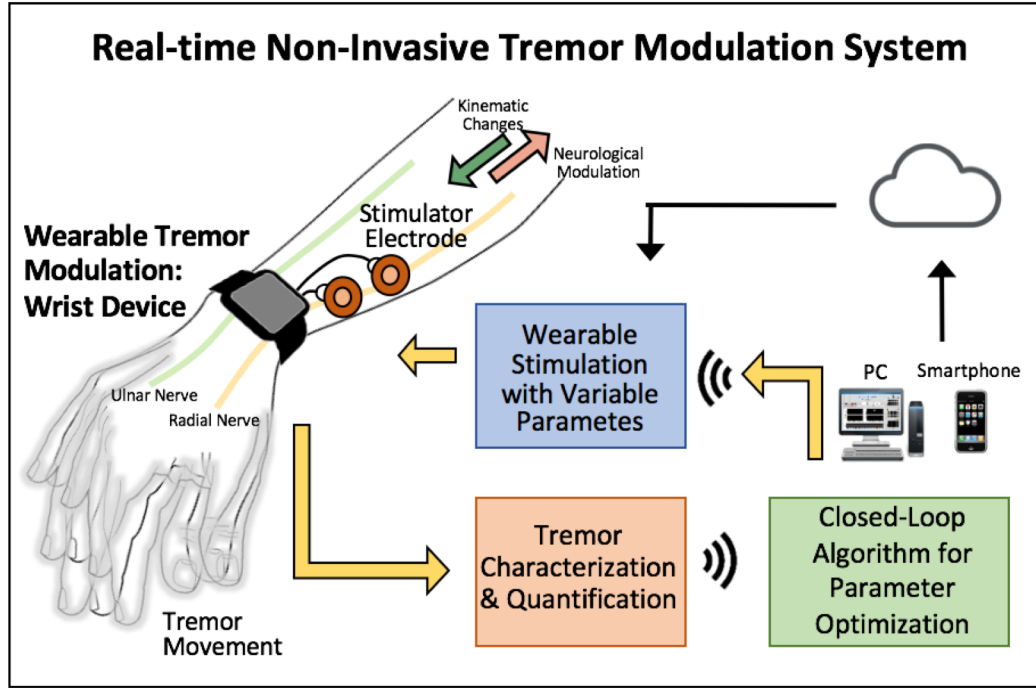 Real-time Non-Invasive Tremor Modulation System
Kinematic
Changes
Neurological
Modulation
Stimulator
Electrode
Wearable Tremor
Modulation:
Wrist Device
Ulnar Nerve
Radial Nerve
Wearable
Stimulation
with Variable
Parametes
PC
Smartphone
Tremor
Characterization
& Quantification
Closed-Loop
Algorithm for
Parameter
Optimization
Tremor
Movement